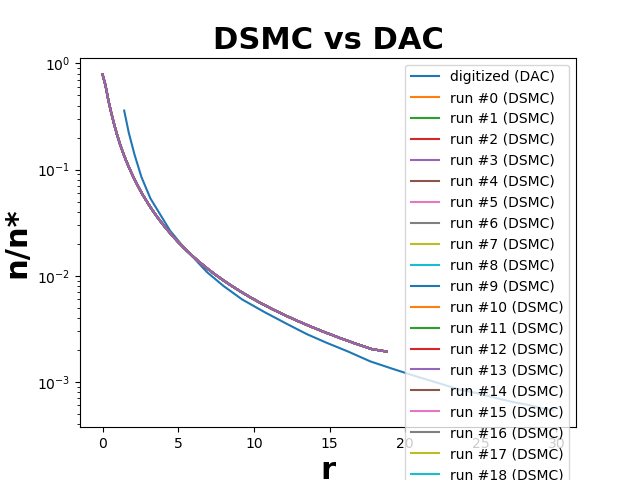 DSMC vs DAC
n/n*
10⁰
10⁻¹
10⁻²
10⁻³
0 5 10 15 20 25 30
r
digitized (DAC)
run #0 (DSMC)
run #1 (DSMC)
run #2 (DSMC)
run #3 (DSMC)
run #4 (DSMC)
run #5 (DSMC)
run #6 (DSMC)
run #7 (DSMC)
run #8 (DSMC)
run #9 (DSMC)
run #10 (DSMC)
run #11 (DSMC)
run #12 (DSMC)
run #13 (DSMC)
run #14 (DSMC)
run #15 (DSMC)
run #16 (DSMC)
run #17 (DSMC)
run #18 (DSMC)